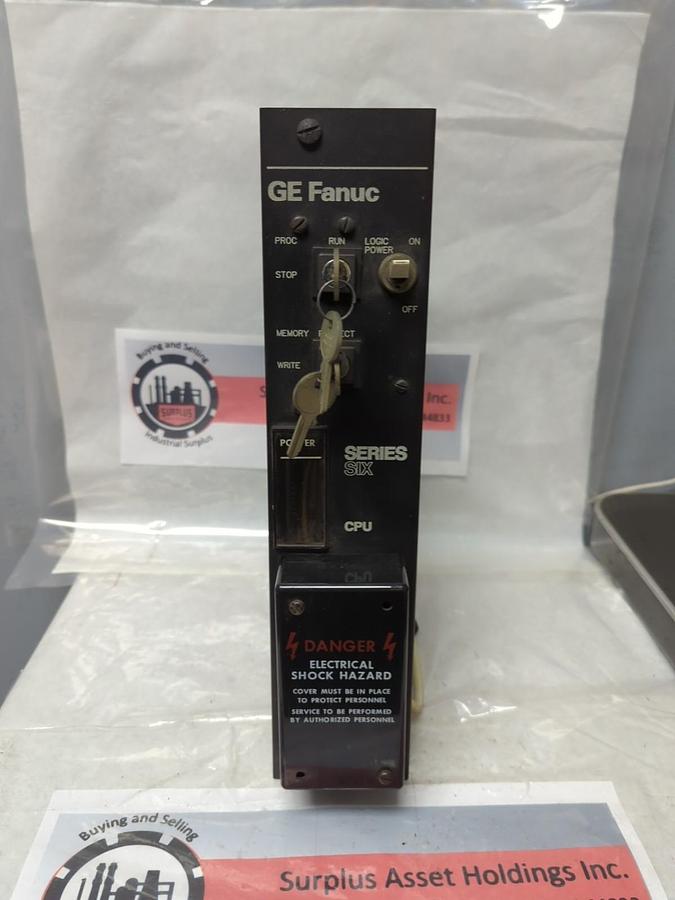 GE Fanuc
PROC RUN LOGIC ON
POWER
STOP
OFF
MEMORY
WRITE
Buying and Selling
SURPLUS
Industrial Surplus
Inc.
POWER
SERIES
SIX
CPU
DANGER
ELECTRICAL
SHOCK HAZARD
COVER MUST BE IN PLACE
TO PROTECT PERSONNEL
SERVICE TO BE PERFORMED
BY AUTHORIZED PERSONNEL
Buying and Selling
Surplus Asset Holdings Inc.